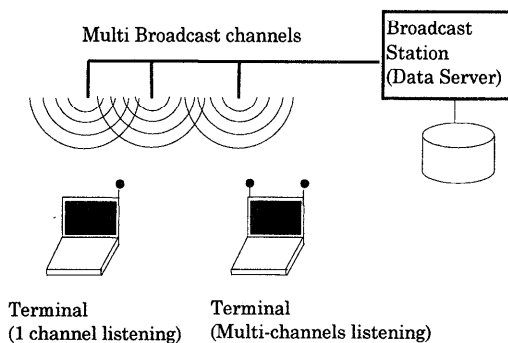 Multi Broadcast channels
Broadcast
Station
(Data Server)
Terminal
(1 channel listening)
Terminal
(Multi-channels listening)